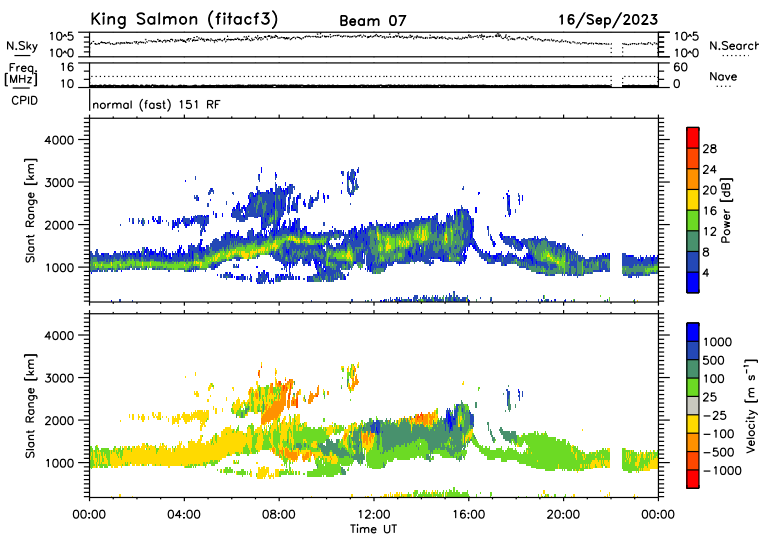 King Salmon (fitacf3) Beam 07 16/Sep/2023
N.Sky 10^5 10^5 N.Search
10^0 10^0
Freq 16 60 Nave
[MHz] 10 0
CPID normal (fast) 151 RF
Slant Range [km] 4000 3000 2000 1000
28 24 20 16 12 8 4 Power [dB]
Slant Range [km] 4000 3000 2000 1000
1000 500 100 25 -25 -100 -500 -1000 Velocity [m s-1]
00:00 04:00 08:00 12:00 16:00 20:00 00:00
Time UT